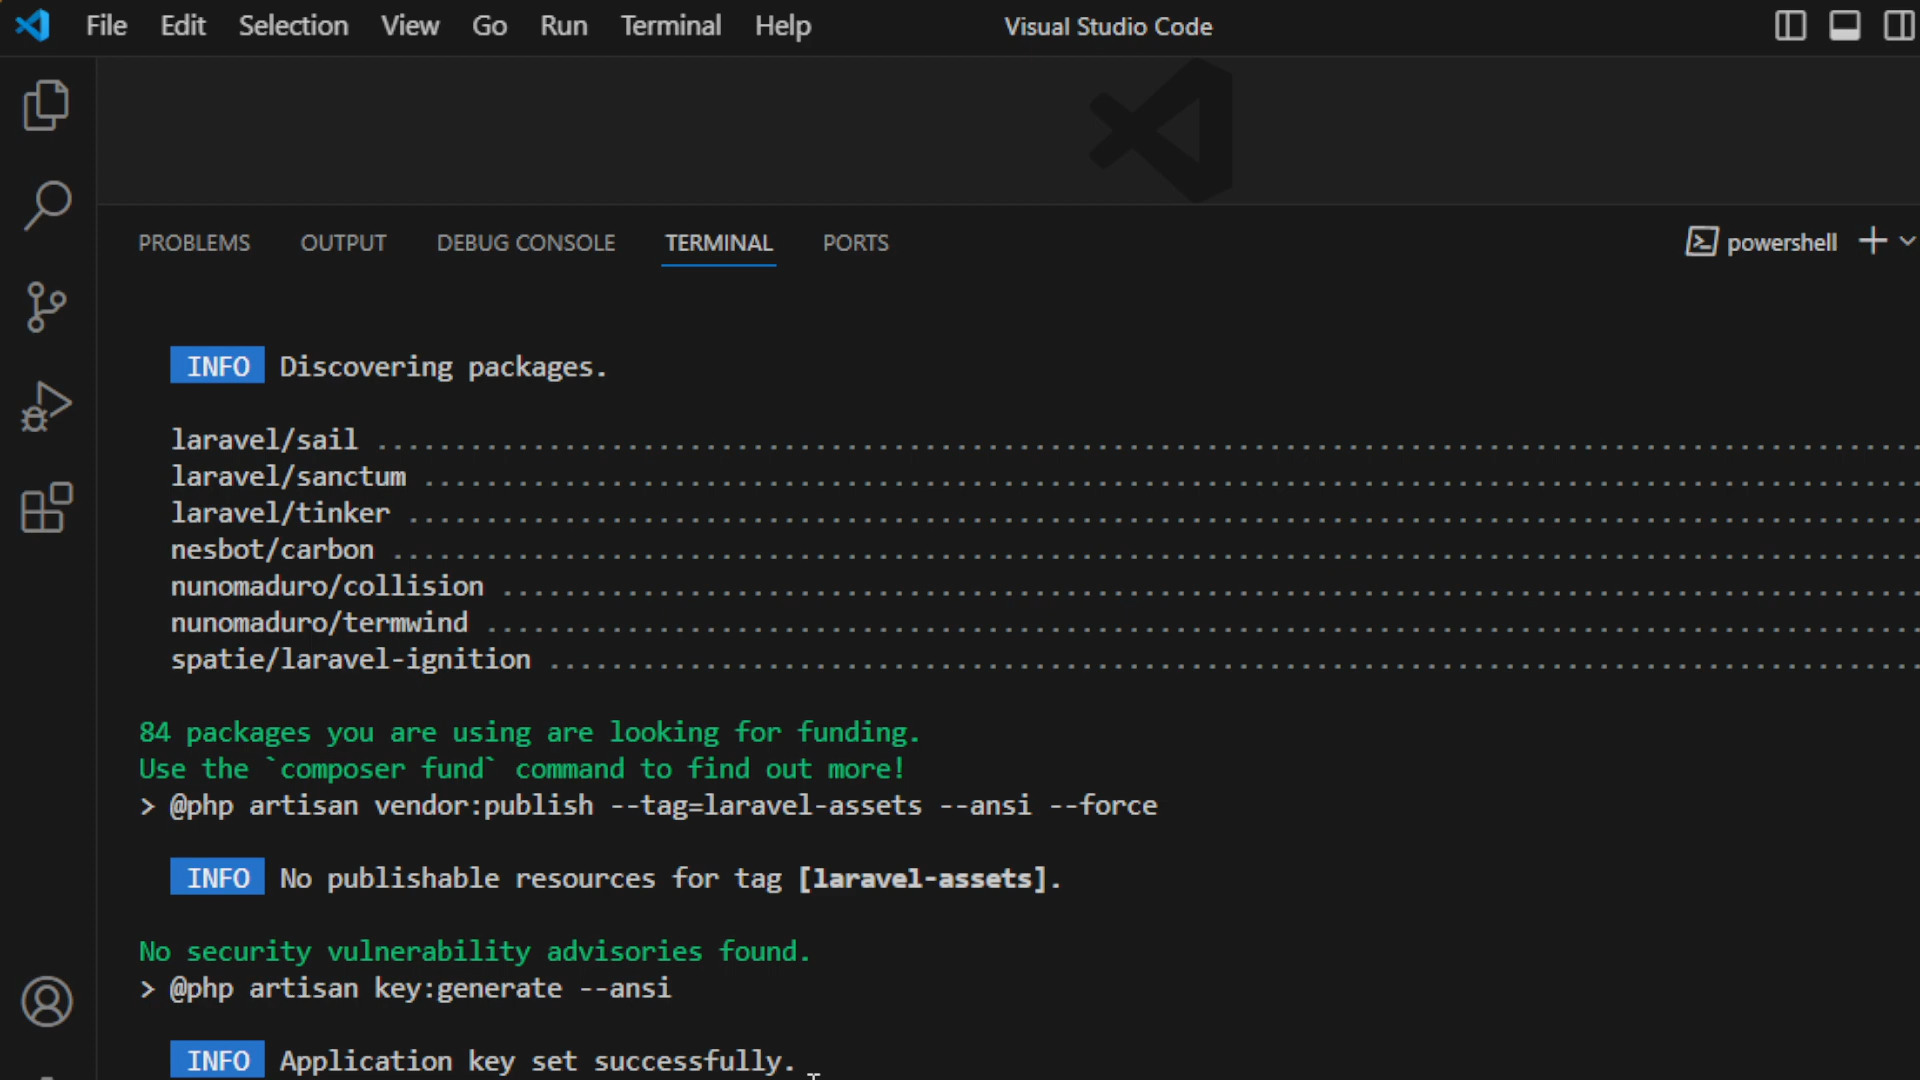 File Edit Selection View Go Run Terminal Help Visual Studio Code
PROBLEMS OUTPUT DEBUG CONSOLE TERMINAL PORTS powershell
INFO Discovering packages.
laravel/sail ....................................................................................................
laravel/sanctum .................................................................................................
laravel/tinker ..................................................................................................
nesbot/carbon ...................................................................................................
nunomaduro/collision ............................................................................................
nunomaduro/termwind .............................................................................................
spatie/laravel-ignition .........................................................................................
84 packages you are using are looking for funding.
Use the `composer fund` command to find out more!
> @php artisan vendor:publish --tag=laravel-assets --ansi --force
INFO No publishable resources for tag [laravel-assets].
No security vulnerability advisories found.
> @php artisan key:generate --ansi
INFO Application key set successfully.